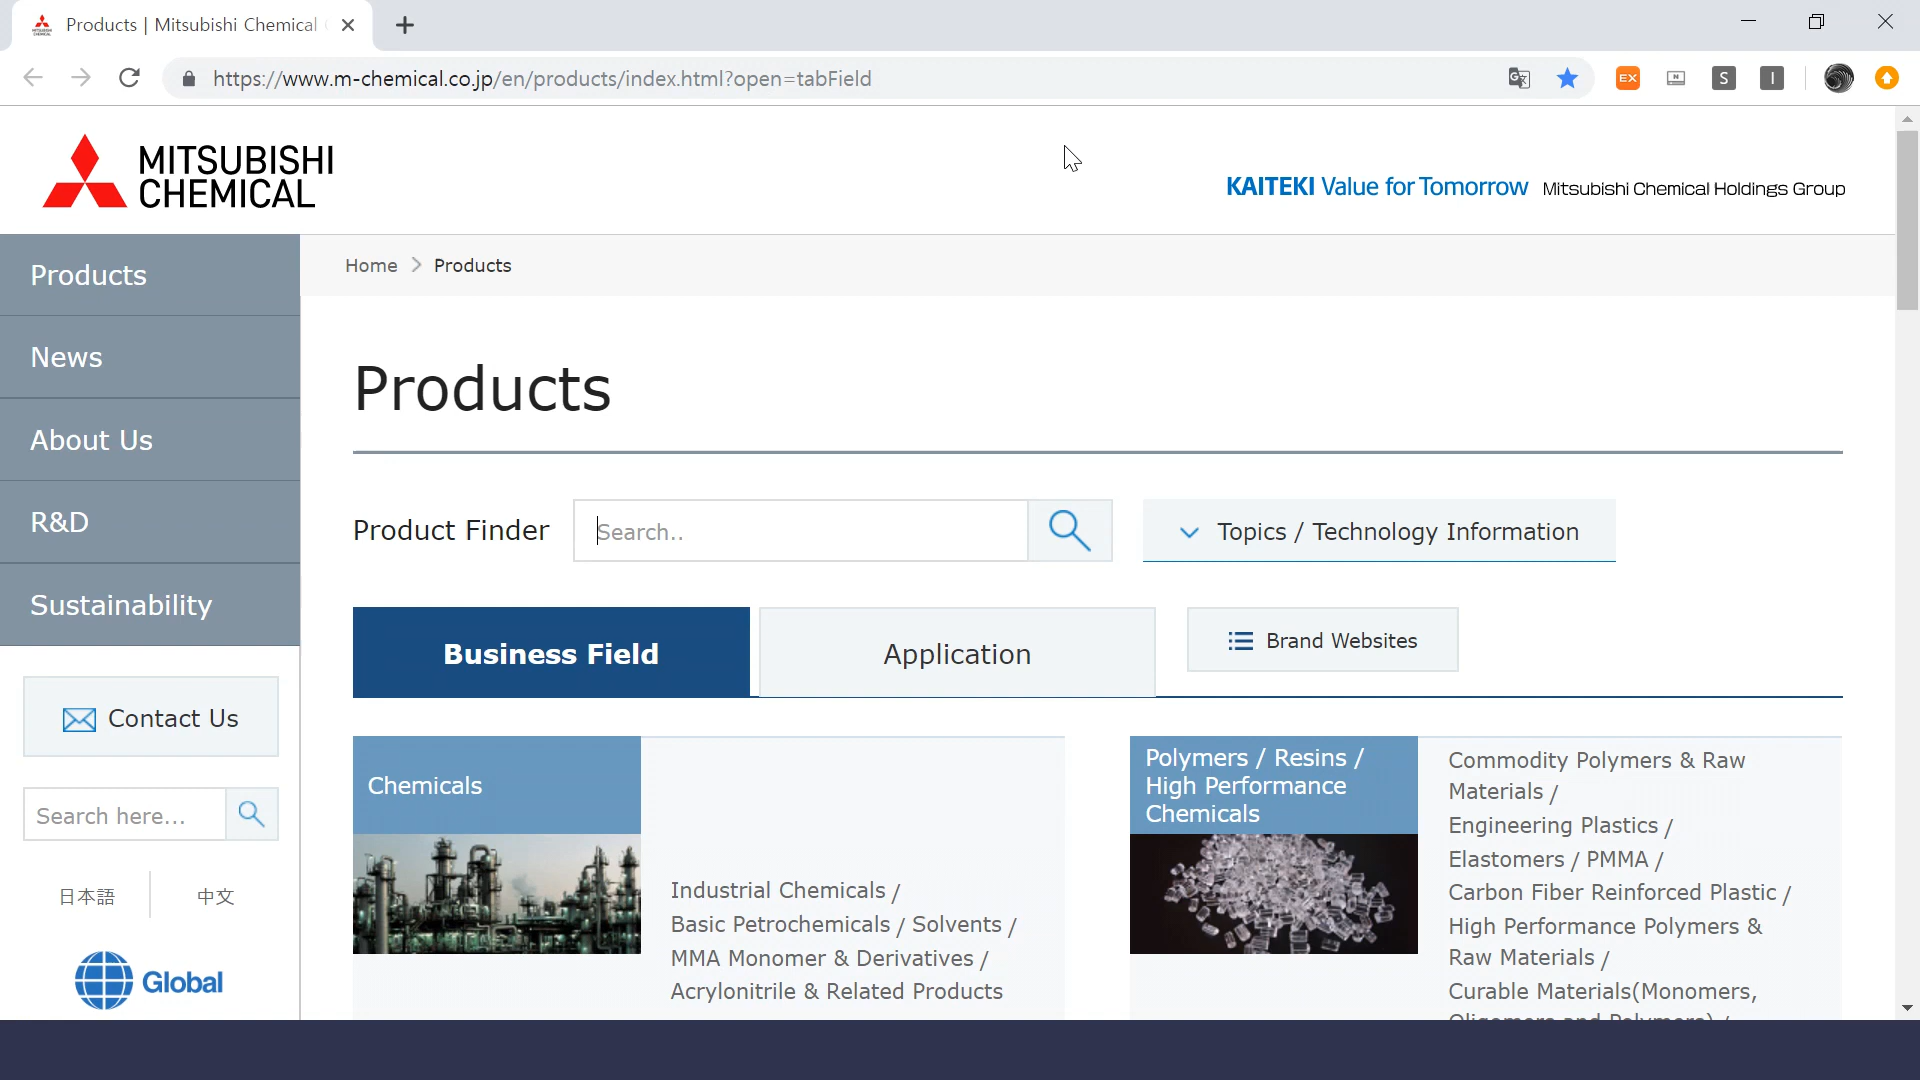 Products | Mitsubishi Chemical
https://www.m-chemical.co.jp/en/products/index.html?open=tabField
EX
S
I
MITSUBISHI
CHEMICAL
KAITEKI Value for Tomorrow Mitsubishi Chemical Holdings Group
Products
News
About Us
R&D
Sustainability
Contact Us
Search here...
日本語
中文
Global
Home > Products
Products
Product Finder
Search..
Topics / Technology Information
Business Field
Application
Brand Websites
Chemicals
Industrial Chemicals /
Basic Petrochemicals / Solvents /
MMA Monomer & Derivatives /
Acrylonitrile & Related Products
Polymers / Resins /
High Performance
Chemicals
Commodity Polymers & Raw
Materials /
Engineering Plastics /
Elastomers / PMMA /
Carbon Fiber Reinforced Plastic /
High Performance Polymers &
Raw Materials /
Curable Materials(Monomers,
Oligomers and Polymers) /